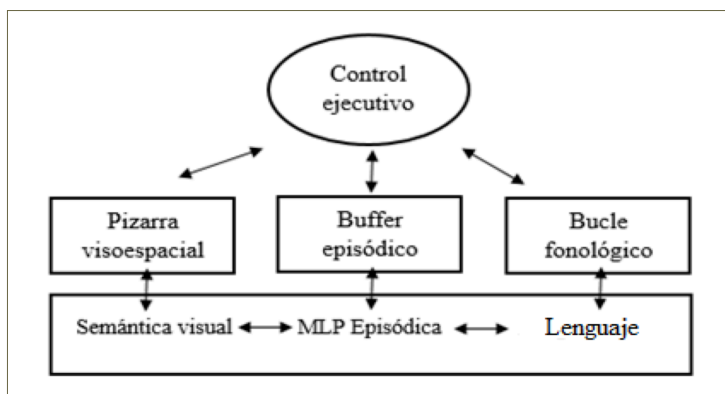 Control
ejecutivo
Pizarra
visoespacial
Buffer
episódico
Bucle
fonológico
Semántica visual
MLP Episódica
Lenguaje